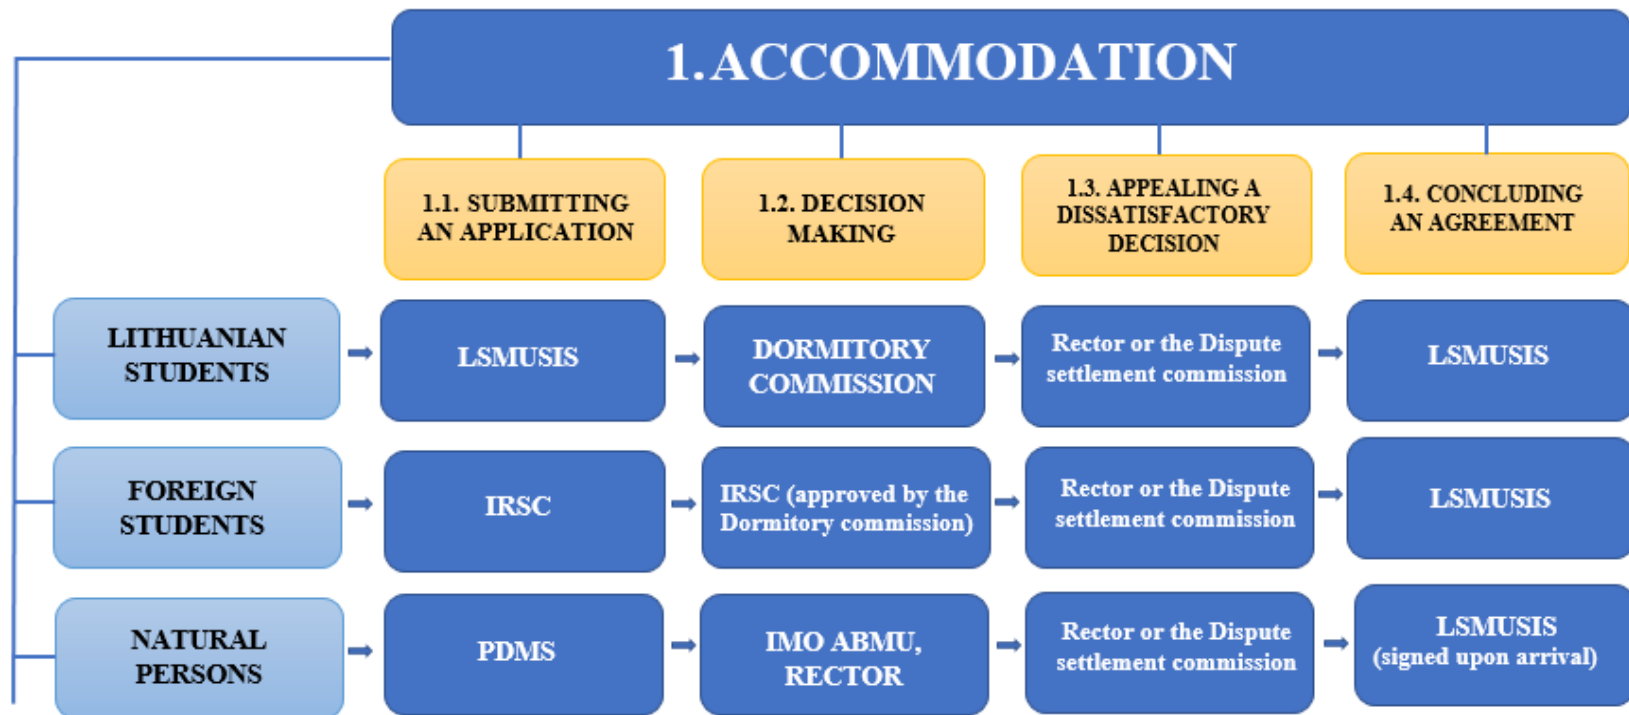 1. ACCOMMODATION
1.1. SUBMITTING
AN APPLICATION
1.2. DECISION
MAKING
1.3. APPEALING A
DISSATISFACTORY
DECISION
1.4. CONCLUDING
AN AGREEMENT
LITHUANIAN
STUDENTS
LSMUSIS
DORMITORY
COMMISSION
Rector or the Dispute
settlement commission
LSMUSIS
FOREIGN
STUDENTS
IRSC
IRSC (approved by the
Dormitory commission)
Rector or the Dispute
settlement commission
LSMUSIS
NATURAL
PERSONS
PDMS
IMO ABMU,
RECTOR
Rector or the Dispute
settlement commission
LSMUSIS
(signed upon arrival)